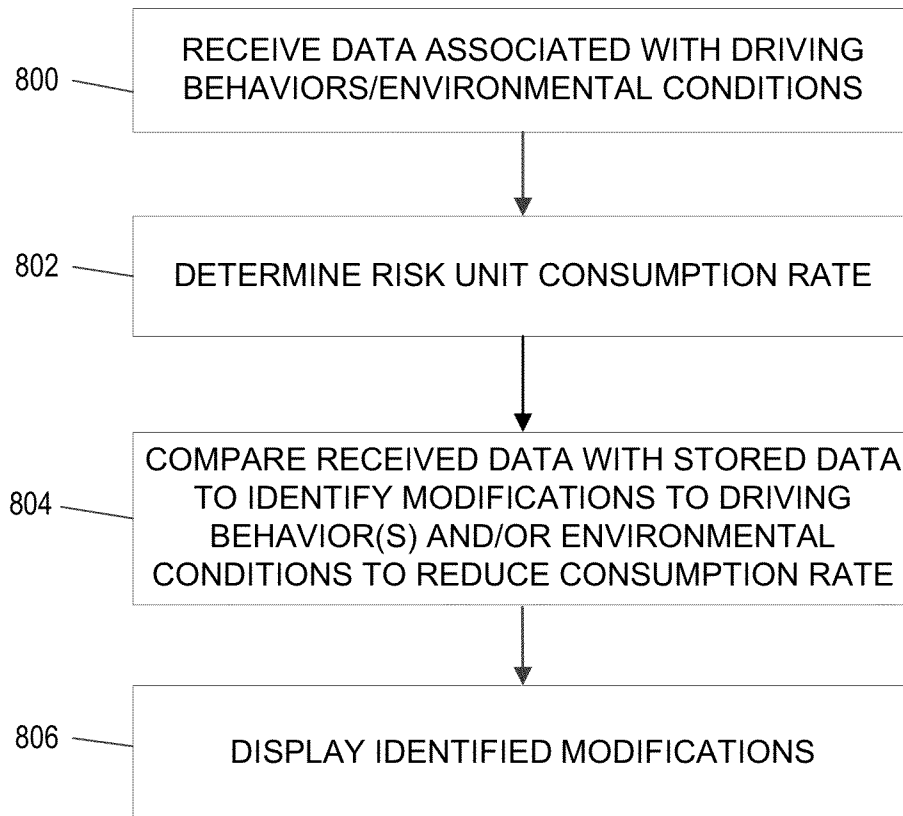 800
RECEIVE DATA ASSOCIATED WITH DRIVING
BEHAVIORS/ENVIRONMENTAL CONDITIONS
802
DETERMINE RISK UNIT CONSUMPTION RATE
804
COMPARE RECEIVED DATA WITH STORED DATA
TO IDENTIFY MODIFICATIONS TO DRIVING
BEHAVIOR(S) AND/OR ENVIRONMENTAL
CONDITIONS TO REDUCE CONSUMPTION RATE
806
DISPLAY IDENTIFIED MODIFICATIONS